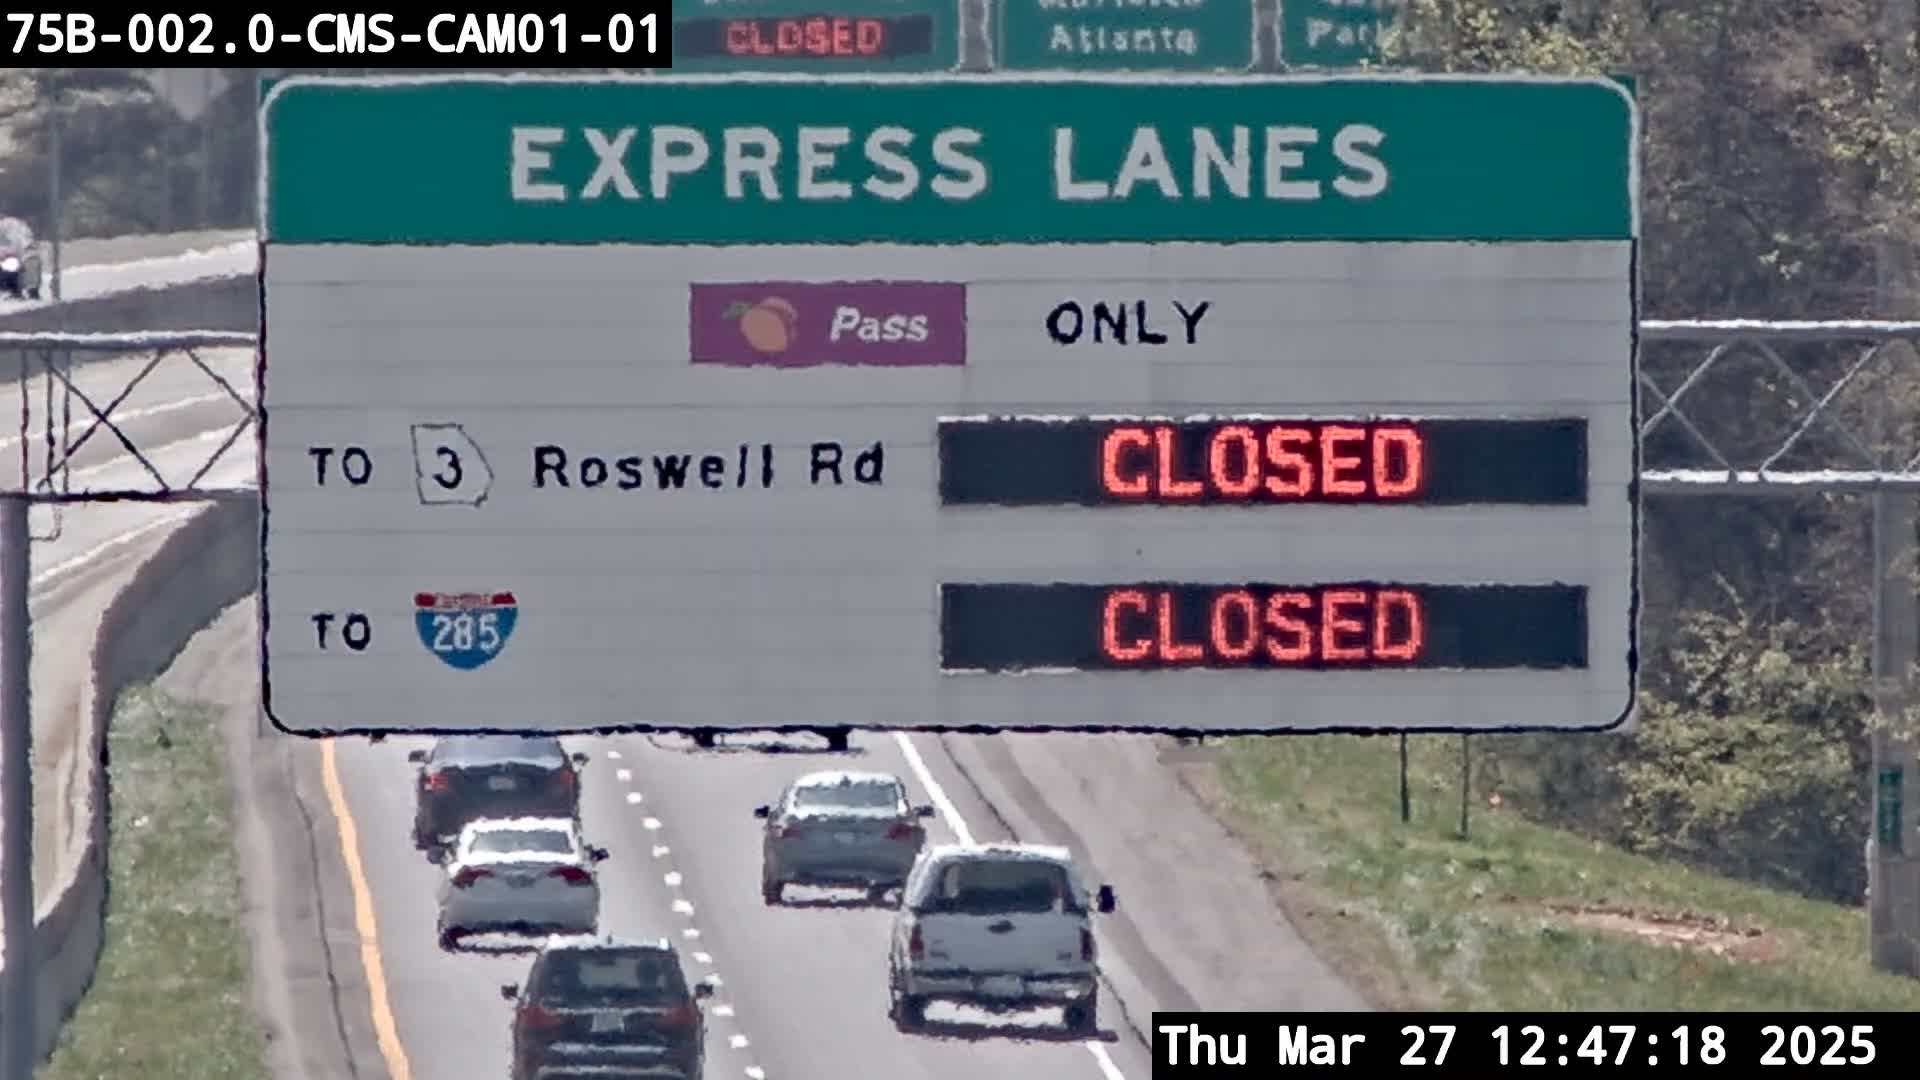 75B-002.0-CMS-CAM01-01
CLOSED
Atlanta
EXPRESS LANES
Pass ONLY
TO 3 Roswell Rd CLOSED
TO 285 CLOSED
Thu Mar 27 12:47:18 2025